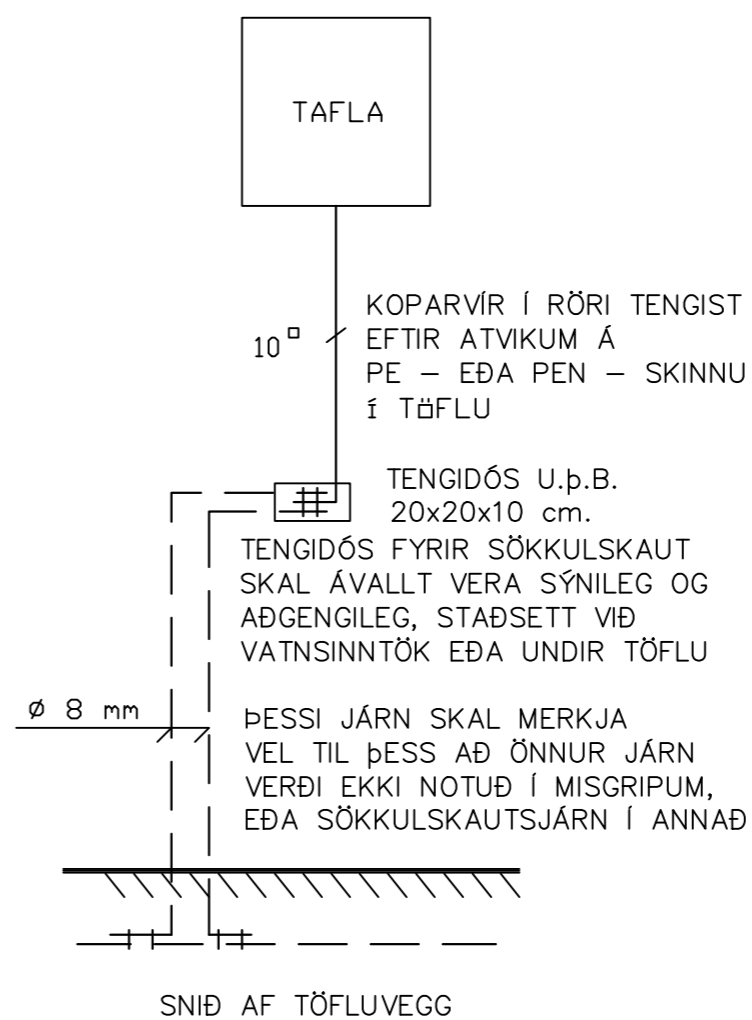 TAFLA
KOPARVÍR Í RÖRI TENGIST
10□
EFTIR ATVIKUM Á
PE – EÐA PEN – SKINNU
í TöFLU
TENGIDÓS U.þ.B.
20x20x10 cm.
TENGIDÓS FYRIR SÖKKULSKAUT
SKAL ÁVALLT VERA SÝNILEG OG
AÐGENGILEG, STAÐSETT VIÐ
VATNSINNTÖK EÐA UNDIR TÖFLU
ø 8 mm
ÞESSI JÁRN SKAL MERKJA
VEL TIL þESS AÐ ÖNNUR JÁRN
VERÐI EKKI NOTUÐ Í MISGRIPUM,
EÐA SÖKKULSKAUTSJÁRN Í ANNAÐ
SNIÐ AF TÖFLUVEGG